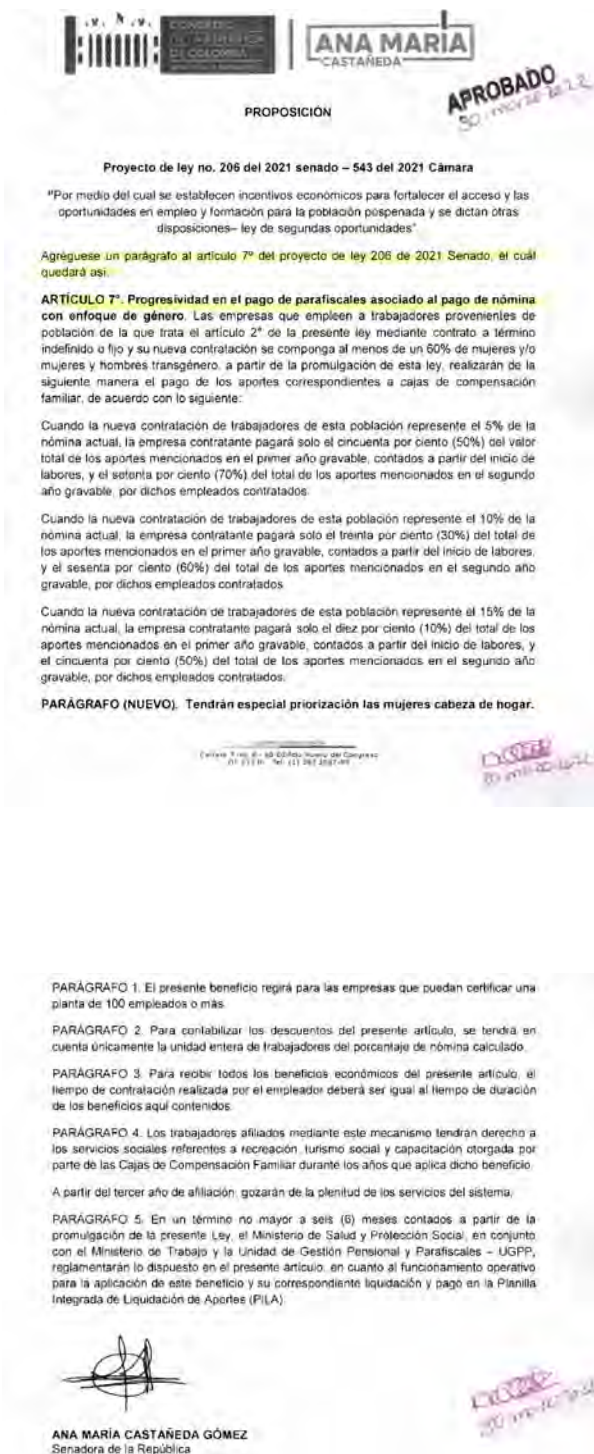 CONGRESO
DE LA REPÚBLICA
DE COLOMBIA
ANA MARÍA
CASTAÑEDA
APROBADO
30 marzo 2022
PROPOSICIÓN
Proyecto de ley no. 206 del 2021 senado – 543 del 2021 Cámara
"Por medio del cual se establecen incentivos económicos para fortalecer el acceso y las
oportunidades en empleo y formación para la población pospenada y se dictan otras
disposiciones– ley de segundas oportunidades"
Agréguese un parágrafo al artículo 7º del proyecto de ley 206 de 2021 Senado, el cuál
quedará así.
ARTÍCULO 7°. Progresividad en el pago de parafiscales asociado al pago de nómina
con enfoque de género. Las empresas que empleen a trabajadores provenientes de
población de la que trata el artículo 2° de la presente ley mediante contrato a término
indefinido o fijo y su nueva contratación se componga al menos de un 60% de mujeres y/o
mujeres y hombres transgénero, a partir de la promulgación de esta ley, realizarán de la
siguiente manera el pago de los aportes correspondientes a cajas de compensación
familiar, de acuerdo con lo siguiente:
Cuando la nueva contratación de trabajadores de esta población represente el 5% de la
nómina actual, la empresa contratante pagará solo el cincuenta por ciento (50%) del valor
total de los aportes mencionados en el primer año gravable, contados a partir del inicio de
labores, y el setenta por ciento (70%) del total de los aportes mencionados en el segundo
año gravable, por dichos empleados contratados.
Cuando la nueva contratación de trabajadores de esta población represente el 10% de la
nómina actual, la empresa contratante pagará solo el treinta por ciento (30%) del total de
los aportes mencionados en el primer año gravable, contados a partir del inicio de labores,
y el sesenta por ciento (60%) del total de los aportes mencionados en el segundo año
gravable, por dichos empleados contratados.
Cuando la nueva contratación de trabajadores de esta población represente el 15% de la
nómina actual, la empresa contratante pagará solo el diez por ciento (10%) del total de los
aportes mencionados en el primer año gravable, contados a partir del inicio de labores, y
el cincuenta por ciento (50%) del total de los aportes mencionados en el segundo año
gravable, por dichos empleados contratados.
PARÁGRAFO (NUEVO). Tendrán especial priorización las mujeres cabeza de hogar.
PARÁGRAFO 1. El presente beneficio regirá para las empresas que puedan certificar una
planta de 100 empleados o más.
PARÁGRAFO 2. Para contabilizar los descuentos del presente artículo, se tendrá en
cuenta únicamente la unidad entera de trabajadores del porcentaje de nómina calculado.
PARÁGRAFO 3. Para recibir todos los beneficios económicos del presente artículo, el
tiempo de contratación realizada por el empleador deberá ser igual al tiempo de duración
de los beneficios aquí contenidos.
PARÁGRAFO 4. Los trabajadores afiliados mediante este mecanismo tendrán derecho a
los servicios sociales referentes a recreación, turismo social y capacitación otorgada por
parte de las Cajas de Compensación Familiar durante los años que aplica dicho beneficio.
A partir del tercer año de afiliación, gozarán de la plenitud de los servicios del sistema.
PARÁGRAFO 5. En un término no mayor a seis (6) meses contados a partir de la
promulgación de la presente Ley, el Ministerio de Salud y Protección Social, en conjunto
con el Ministerio de Trabajo y la Unidad de Gestión Pensional y Parafiscales – UGPP,
reglamentarán lo dispuesto en el presente artículo, en cuanto al funcionamiento operativo
para la aplicación de este beneficio y su correspondiente liquidación y pago en la Planilla
Integrada de Liquidación de Aportes (PILA).
ANA MARÍA CASTAÑEDA GÓMEZ
Senadora de la República